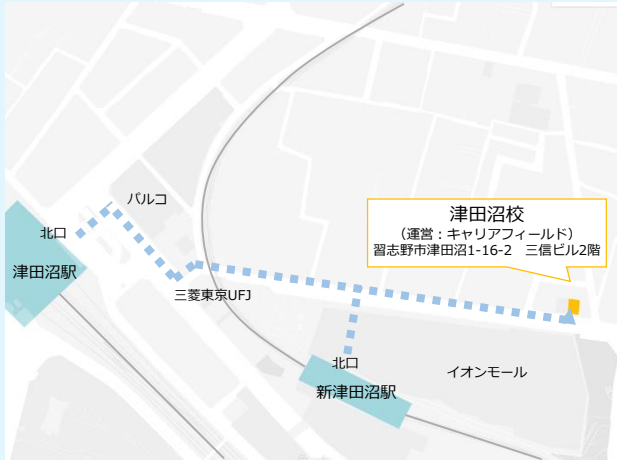 パルコ
北口
津田沼駅
三菱東京UFJ
津田沼校
（運営：キャリアフィールド）
習志野市津田沼1-16-2　三信ビル2階
北口
新津田沼駅
イオンモール